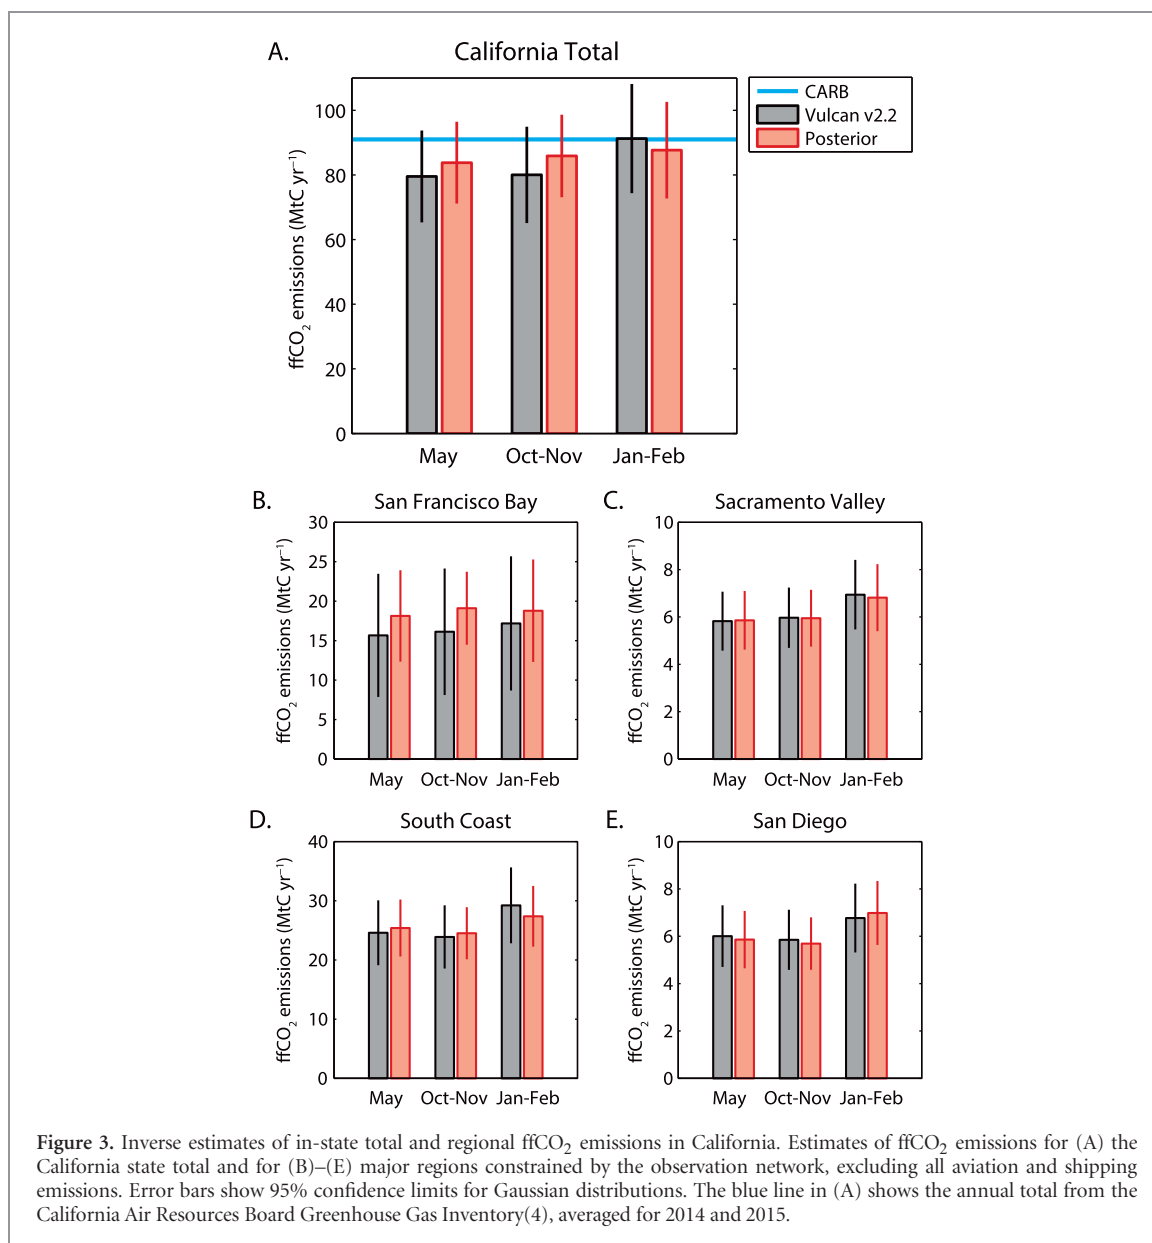 A.
California Total
CARB
Vulcan v2.2
Posterior
ffCO2 emissions (MtC yr−1)
100
80
60
40
20
0
May
Oct-Nov
Jan-Feb
B.
San Francisco Bay
ffCO2 emissions (MtC yr−1)
30
25
20
15
10
5
0
May
Oct-Nov
Jan-Feb
C.
Sacramento Valley
ffCO2 emissions (MtC yr−1)
10
8
6
4
2
0
May
Oct-Nov
Jan-Feb
D.
South Coast
ffCO2 emissions (MtC yr−1)
40
30
20
10
0
May
Oct-Nov
Jan-Feb
E.
San Diego
ffCO2 emissions (MtC yr−1)
10
8
6
4
2
0
May
Oct-Nov
Jan-Feb
Figure 3. Inverse estimates of in-state total and regional ffCO2 emissions in California. Estimates of ffCO2 emissions for (A) the
California state total and for (B)–(E) major regions constrained by the observation network, excluding all aviation and shipping
emissions. Error bars show 95% confidence limits for Gaussian distributions. The blue line in (A) shows the annual total from the
California Air Resources Board Greenhouse Gas Inventory(4), averaged for 2014 and 2015.